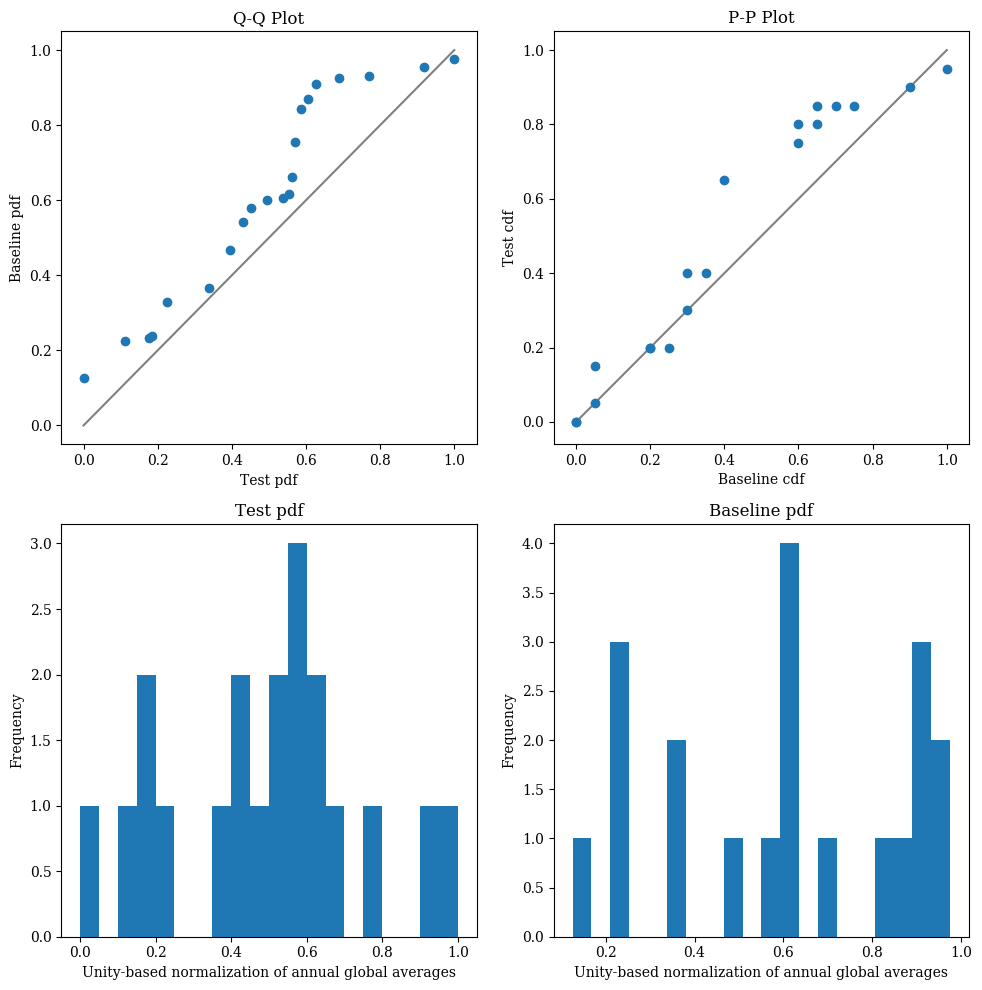 Q-Q Plot
1.0
0.8
0.6
0.4
0.2
0.0
Baseline pdf
0.0 0.2 0.4 0.6 0.8 1.0
Test pdf
P-P Plot
1.0
0.8
0.6
0.4
0.2
0.0
Test cdf
0.0 0.2 0.4 0.6 0.8 1.0
Baseline cdf
Test pdf
3.0
2.5
2.0
1.5
1.0
0.5
0.0
Frequency
0.0 0.2 0.4 0.6 0.8 1.0
Unity-based normalization of annual global averages
Baseline pdf
4.0
3.5
3.0
2.5
2.0
1.5
1.0
0.5
0.0
Frequency
0.2 0.4 0.6 0.8 1.0
Unity-based normalization of annual global averages